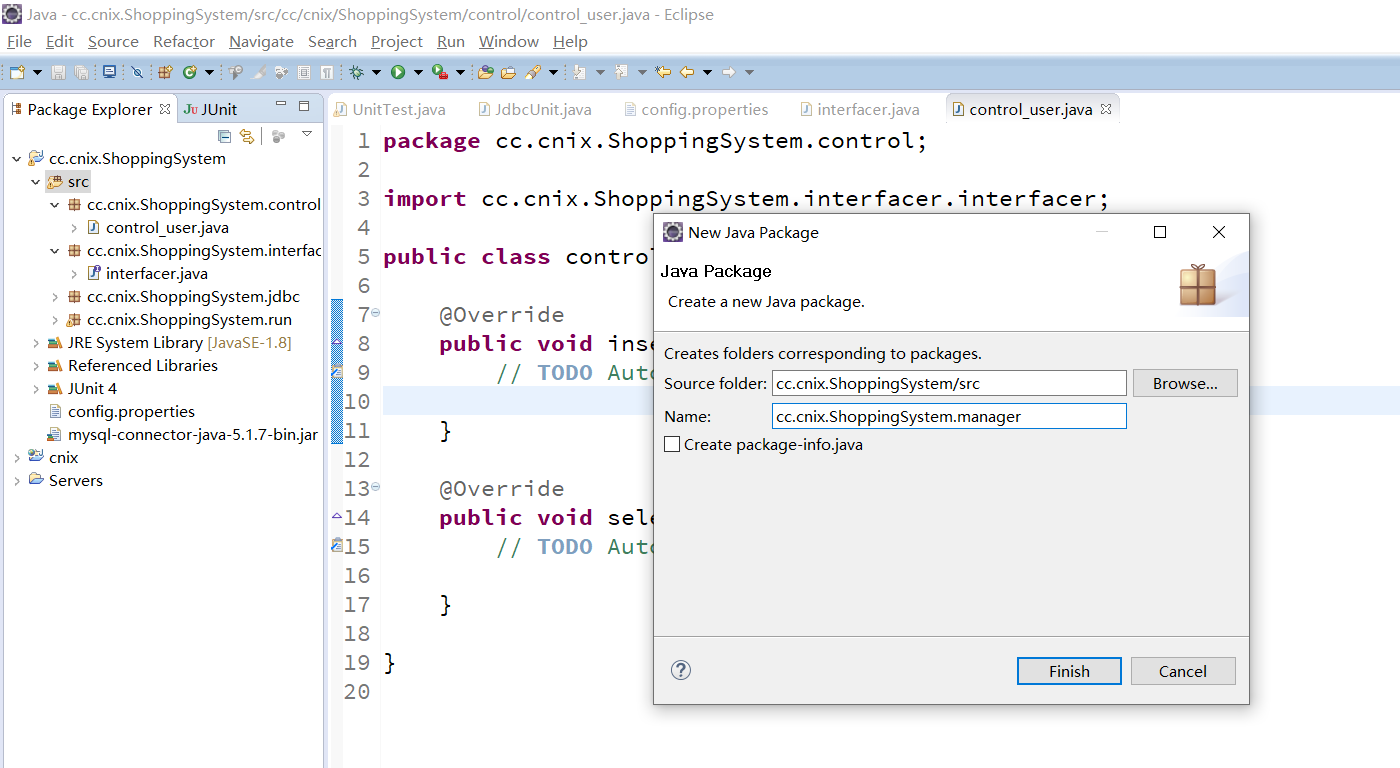 Java - cc.cnix.ShoppingSystem/src/cc/cnix/ShoppingSystem/control/control_user.java - Eclipse
File Edit Source Refactor Navigate Search Project Run Window Help
Package Explorer
JUnit
UnitTest.java
JdbcUnit.java
config.properties
interfacer.java
control_user.java
cc.cnix.ShoppingSystem
src
cc.cnix.ShoppingSystem.control
control_user.java
cc.cnix.ShoppingSystem.interfac
interfacer.java
cc.cnix.ShoppingSystem.jdbc
cc.cnix.ShoppingSystem.run
JRE System Library [JavaSE-1.8]
Referenced Libraries
JUnit 4
config.properties
mysql-connector-java-5.1.7-bin.jar
cnix
Servers
1 package cc.cnix.ShoppingSystem.control;
2
3 import cc.cnix.ShoppingSystem.interfacer.interfacer;
4
5 public class control
6
7 @Override
8 public void inse
9 // TODO Auto
10
11 }
12
13 @Override
14 public void sele
15 // TODO Auto
16
17 }
18
19 }
20
New Java Package
Java Package
Create a new Java package.
Creates folders corresponding to packages.
Source folder: cc.cnix.ShoppingSystem/src Browse...
Name: cc.cnix.ShoppingSystem.manager
Create package-info.java
Finish Cancel